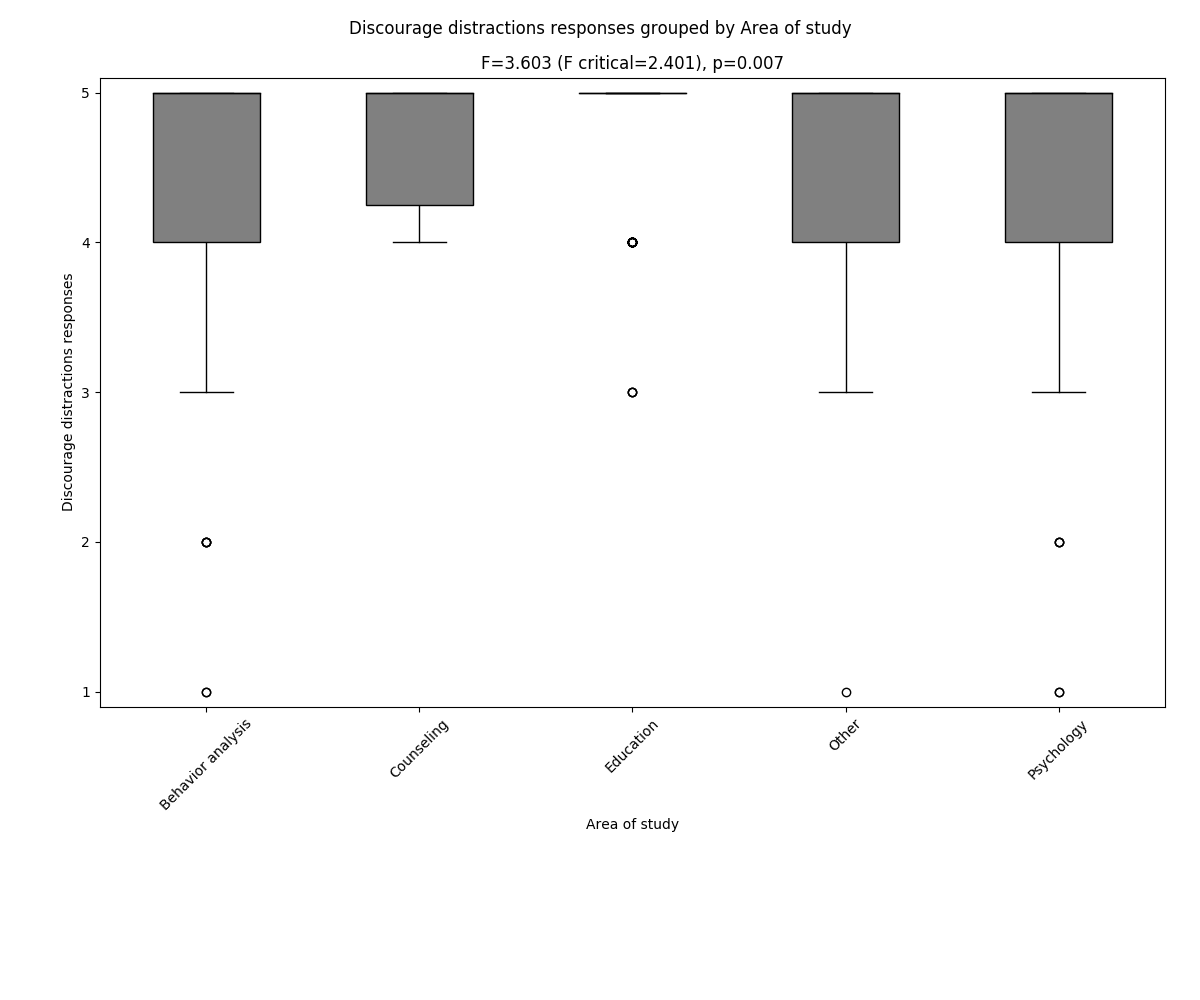 Discourage distractions responses grouped by Area of study
F=3.603 (F critical=2.401), p=0.007
Discourage distractions responses
5
4
3
2
1
Behavior analysis
Counseling
Education
Other
Psychology
Area of study